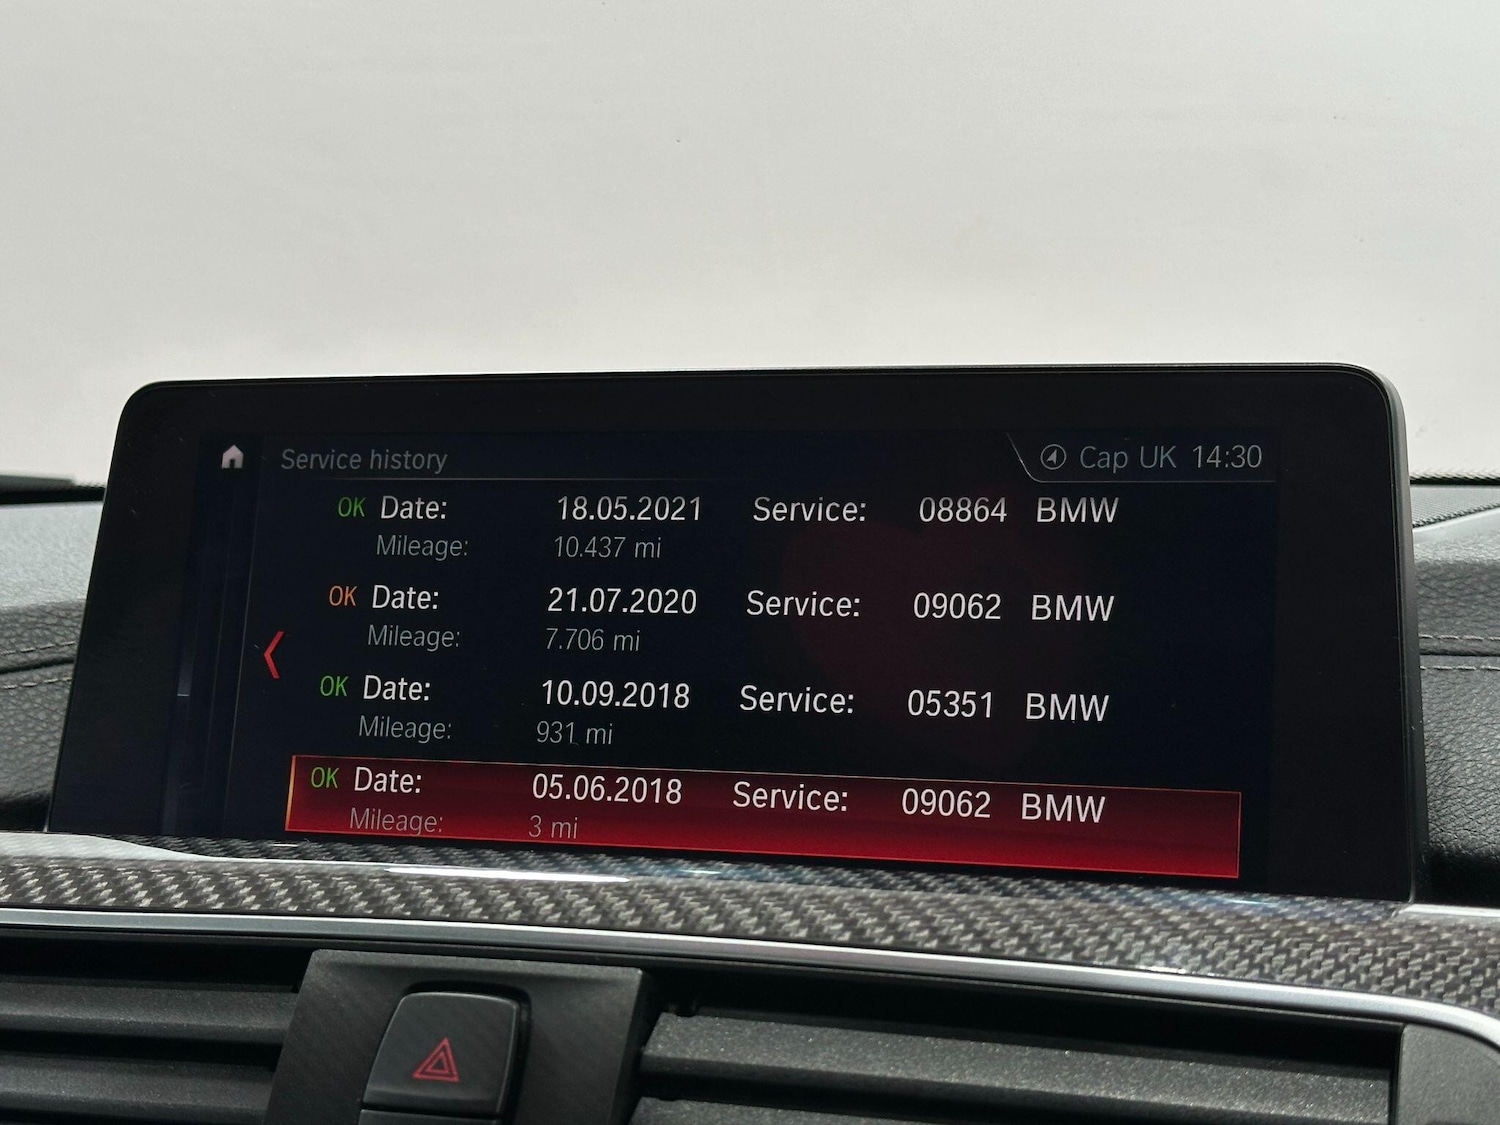 Service history Cap UK 14:30
OK Date: 18.05.2021 Service: 08864 BMW
Mileage: 10.437 mi
OK Date: 21.07.2020 Service: 09062 BMW
Mileage: 7.706 mi
OK Date: 10.09.2018 Service: 05351 BMW
Mileage: 931 mi
OK Date: 05.06.2018 Service: 09062 BMW
Mileage: 3 mi